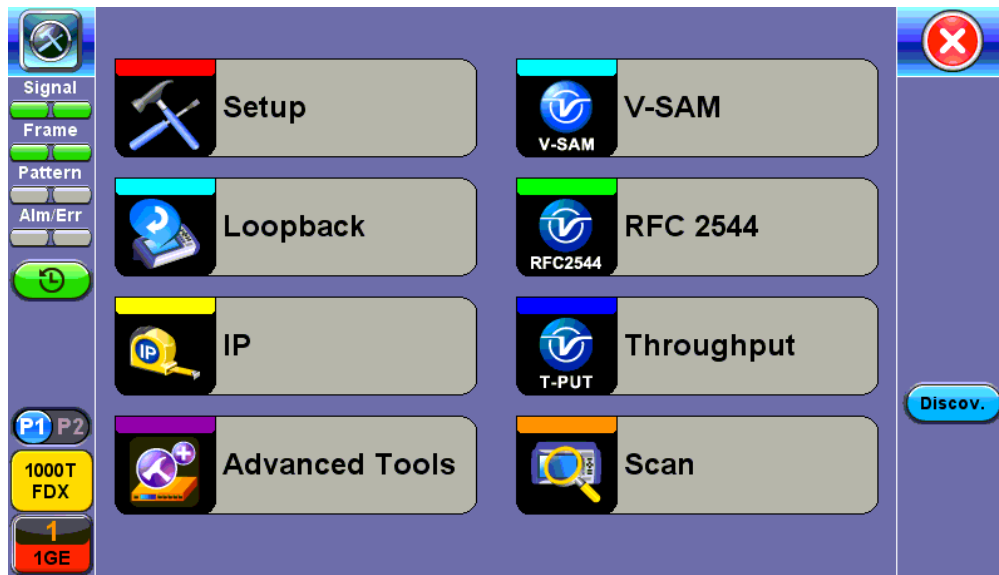 Signal
Frame
Pattern
Alm/Err
P1 P2
1000T
FDX
1
1GE
Setup
V-SAM
V-SAM
Loopback
RFC2544
RFC 2544
IP
IP
T-PUT
Throughput
Advanced Tools
Scan
Discov.